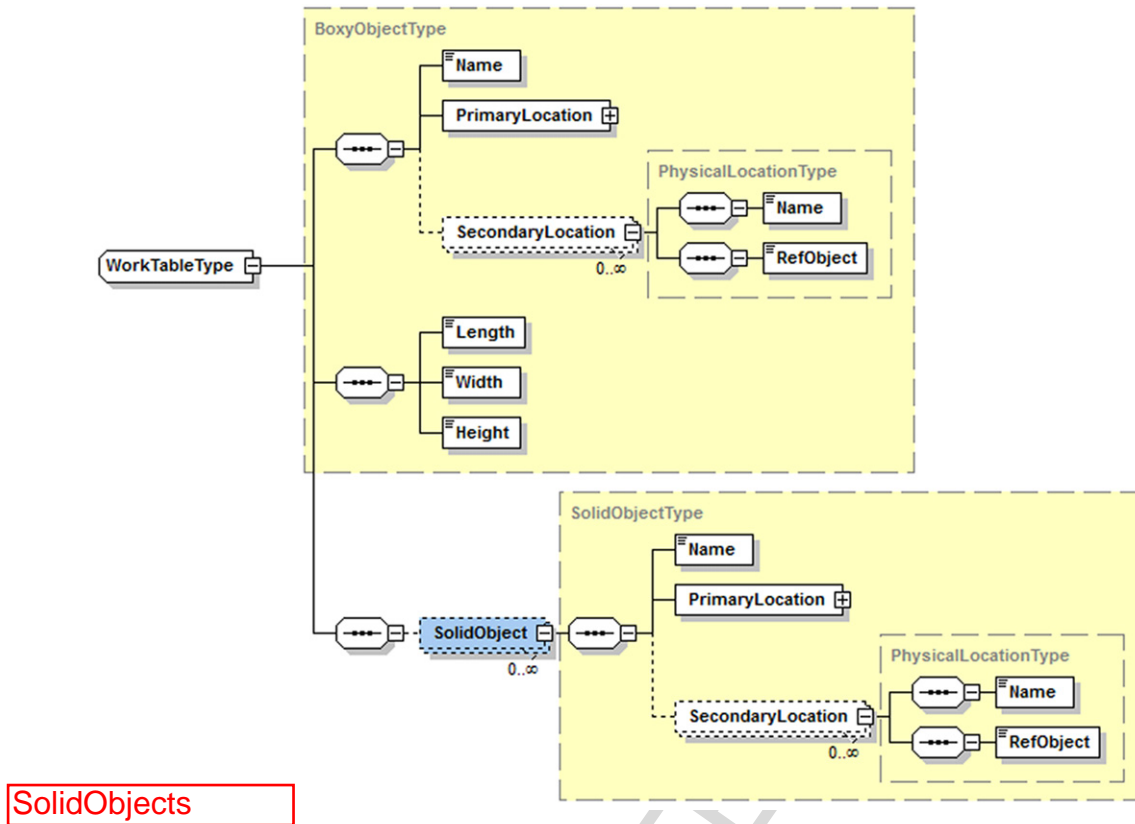 BoxyObjectType
Name
PrimaryLocation
PhysicalLocationType
Name
SecondaryLocation
0..∞
RefObject
WorkTableType
Length
Width
Height
SolidObjectType
Name
PrimaryLocation
SolidObject
0..∞
PhysicalLocationType
Name
SecondaryLocation
0..∞
RefObject
SolidObjects